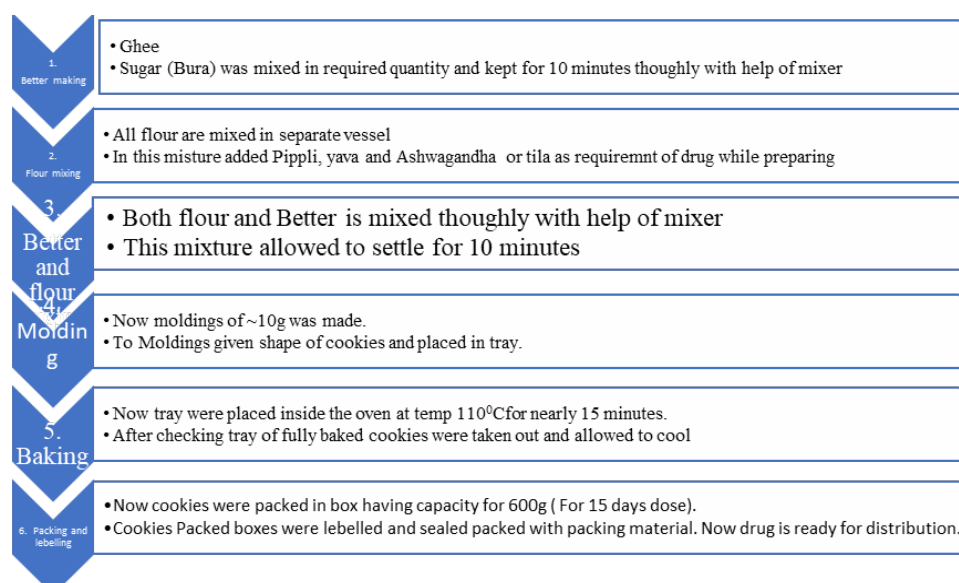 1.
Better making
• Ghee
• Sugar (Bura) was mixed in required quantity and kept for 10 minutes thoughly with help of mixer
2.
Flour mixing
• All flour are mixed in separate vessel
• In this misture added Pippli, yava and Ashwagandha or tila as requiremnt of drug while preparing
3.
Better
and
flour
• Both flour and Better is mixed thoughly with help of mixer
• This mixture allowed to settle for 10 minutes
4.
Moldin
g
• Now moldings of ~10g was made.
• To Moldings given shape of cookies and placed in tray.
5.
Baking
• Now tray were placed inside the oven at temp 110⁰Cfor nearly 15 minutes.
• After checking tray of fully baked cookies were taken out and allowed to cool
6. Packing and
lebelling
•Now cookies were packed in box having capacity for 600g ( For 15 days dose).
•Cookies Packed boxes were lebelled and sealed packed with packing material. Now drug is ready for distribution.